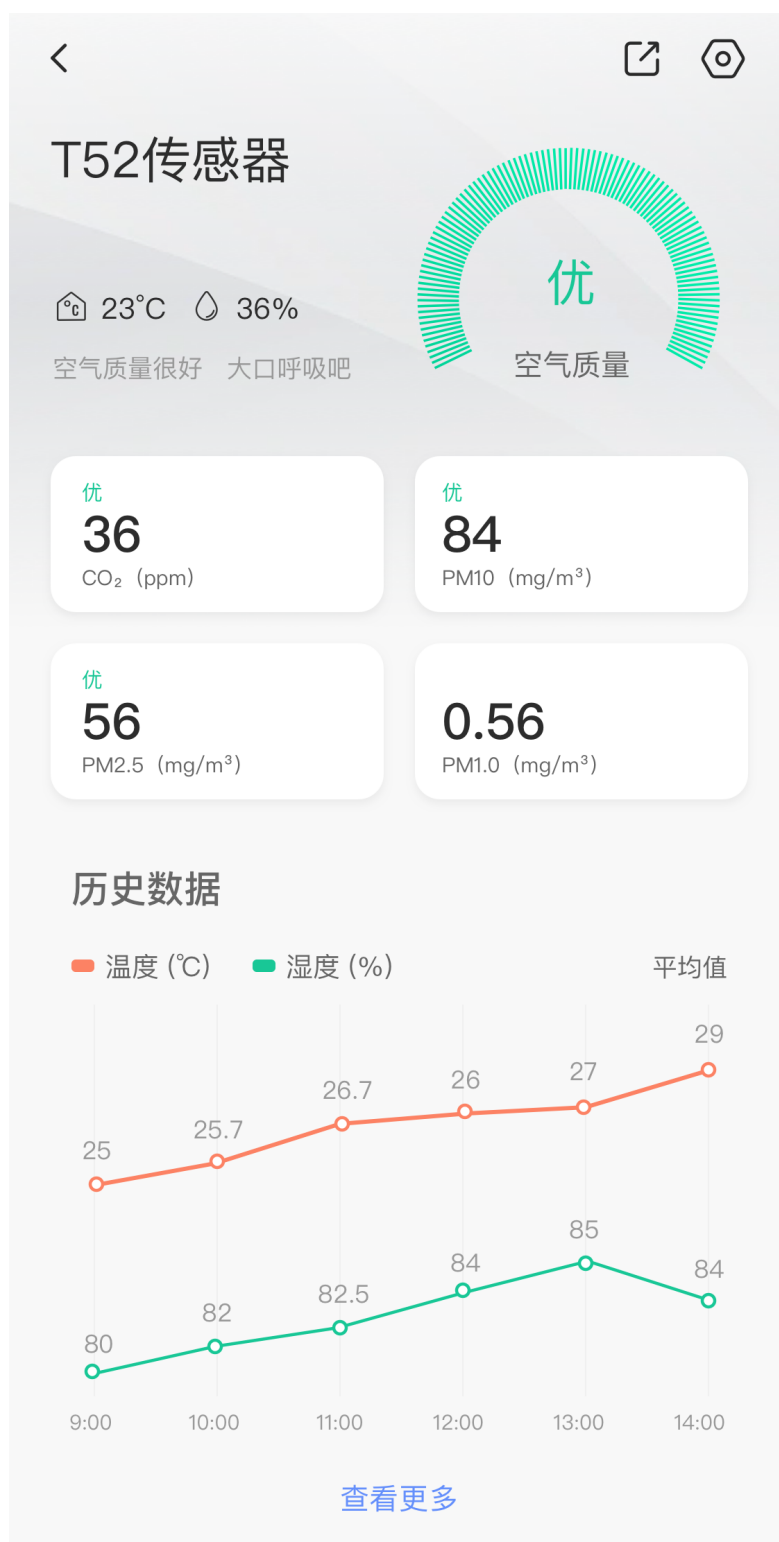 T52传感器
优
23°C 36%
空气质量很好 大口呼吸吧
空气质量
优
36
CO₂（ppm）
优
84
PM10（mg/m³）
优
56
PM2.5（mg/m³）
0.56
PM1.0（mg/m³）
历史数据
温度 (℃) 湿度 (%) 平均值
25 25.7 26.7 26 27 29
80 82 82.5 84 85 84
9:00 10:00 11:00 12:00 13:00 14:00
查看更多